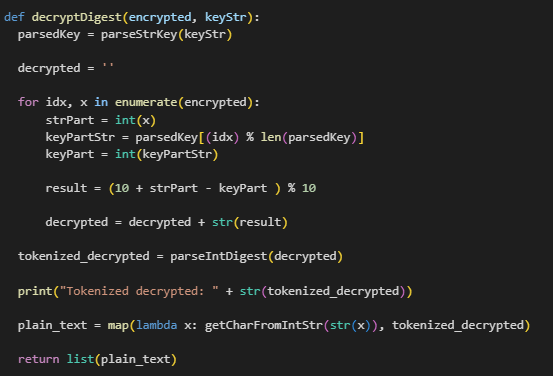 def decryptDigest(encrypted, keyStr):
  parsedKey = parseStrKey(keyStr)

  decrypted = ''

  for idx, x in enumerate(encrypted):
      strPart = int(x)
      keyPartStr = parsedKey[(idx) % len(parsedKey)]
      keyPart = int(keyPartStr)

      result = (10 + strPart - keyPart ) % 10

      decrypted = decrypted + str(result)

  tokenized_decrypted = parseIntDigest(decrypted)

  print("Tokenized decrypted: " + str(tokenized_decrypted))

  plain_text = map(lambda x: getCharFromIntStr(str(x)), tokenized_decrypted)

  return list(plain_text)